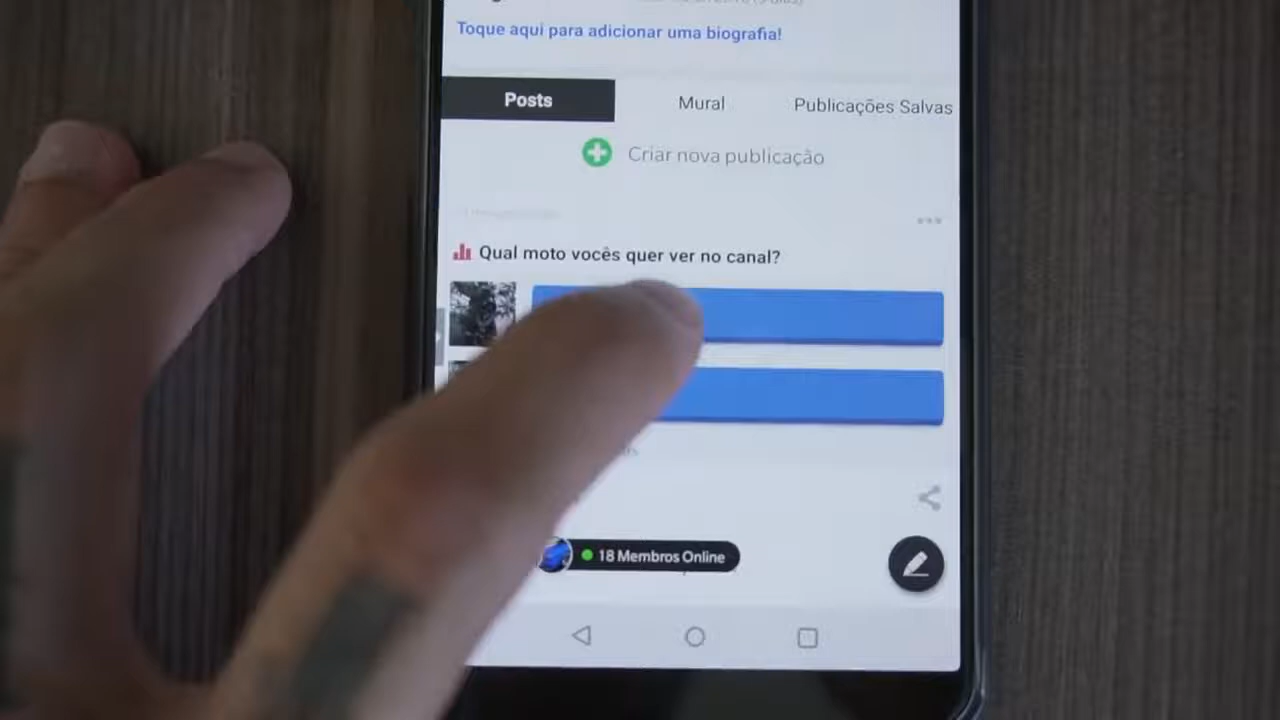 Toque aqui para adicionar uma biografia!
Posts
Mural
Publicações Salvas
Criar nova publicação
Qual moto vocês quer ver no canal?
18 Membros Online